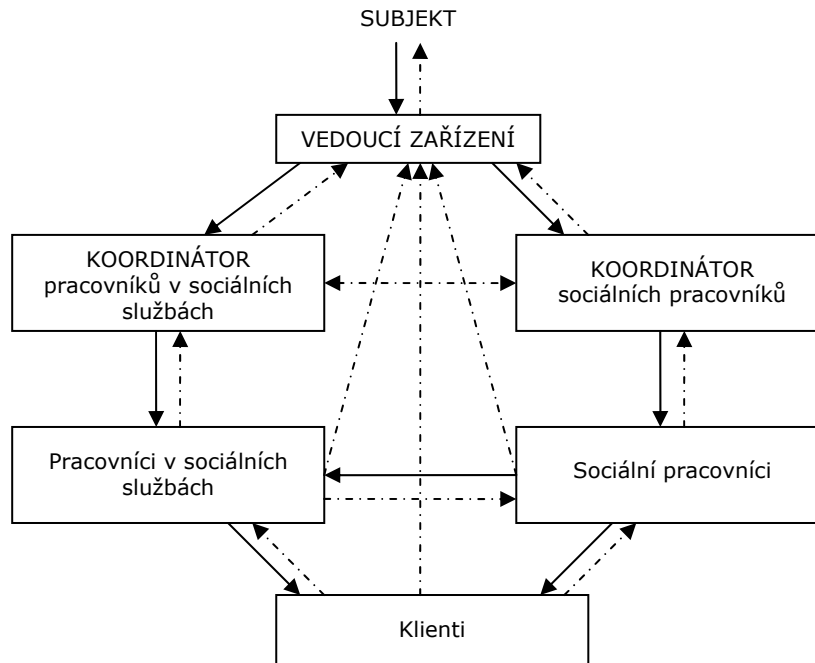 SUBJEKT
VEDOUCÍ ZAŘÍZENÍ
KOORDINÁTOR
pracovníků v sociálních
službách
KOORDINÁTOR
sociálních pracovníků
Pracovníci v sociálních
službách
Sociální pracovníci
Klienti